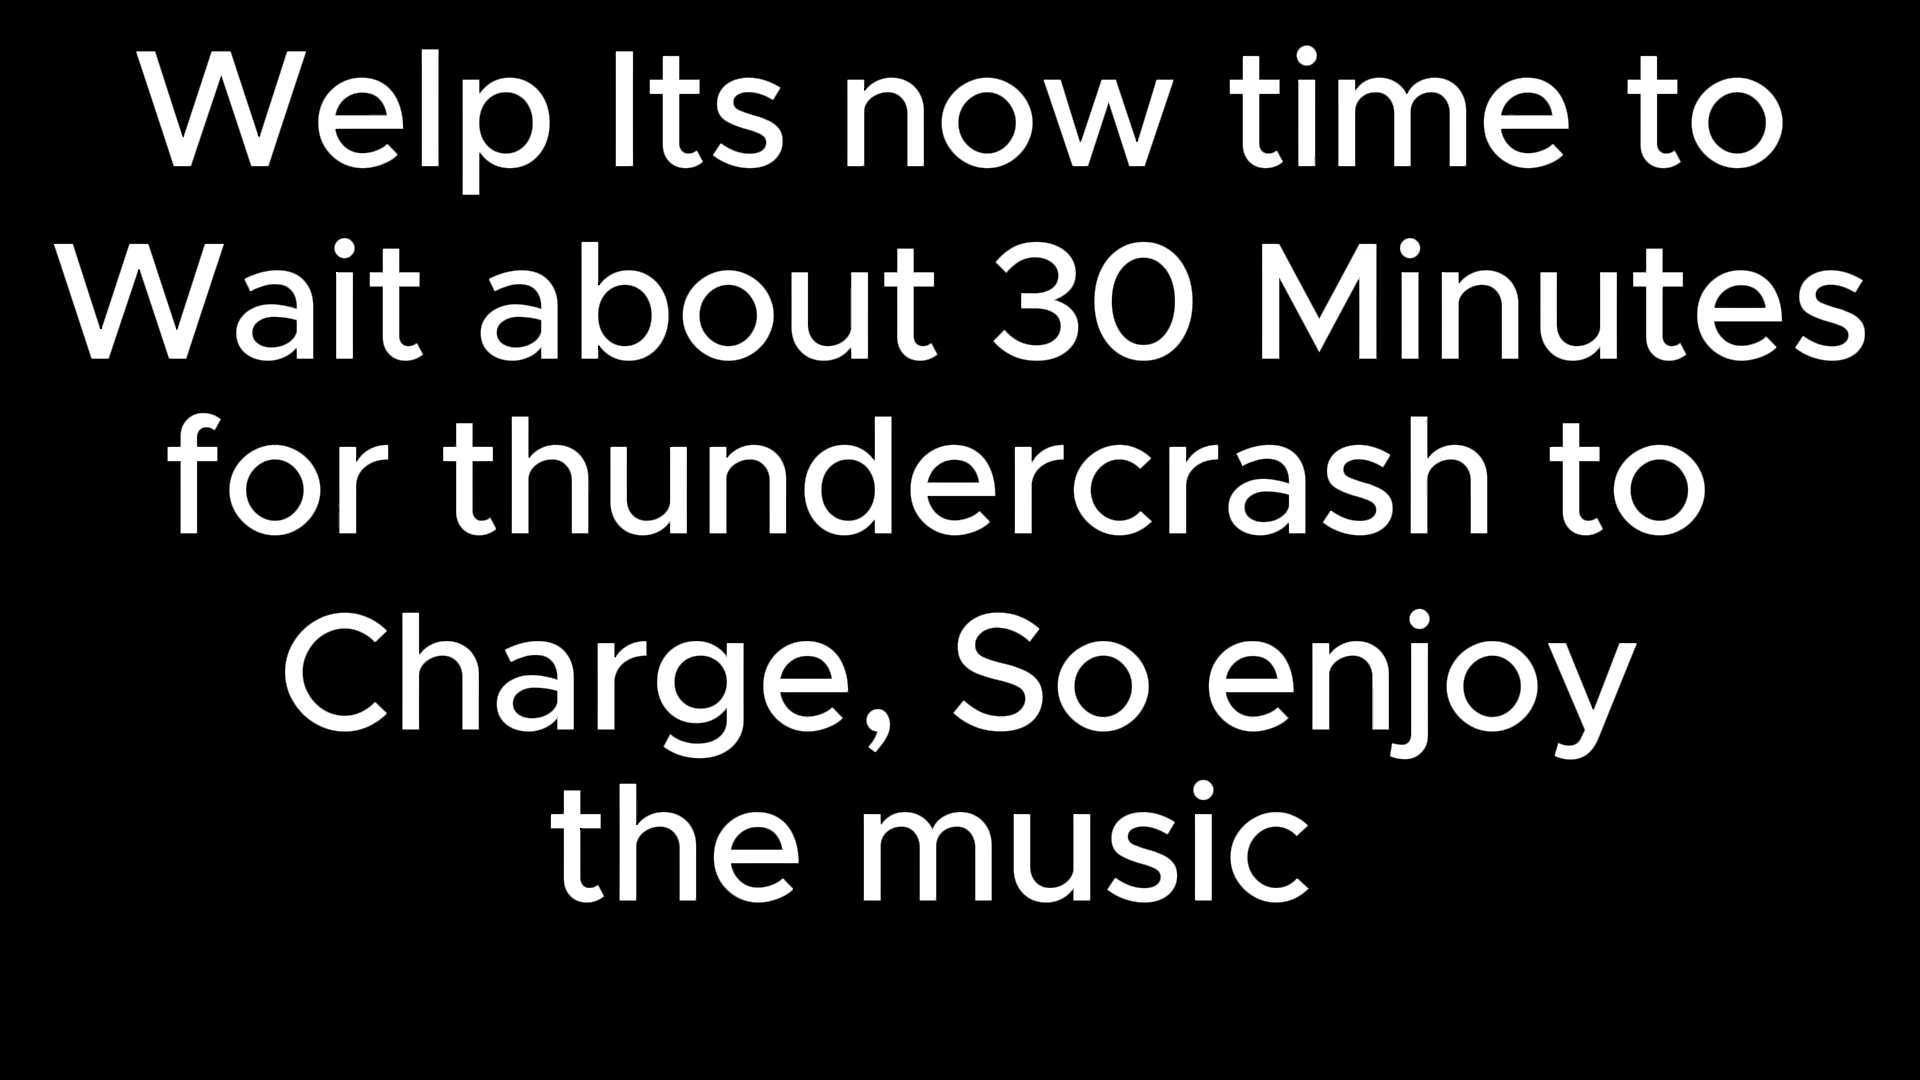 Welp Its now time to
Wait about 30 Minutes
for thundercrash to
Charge, So enjoy
the music